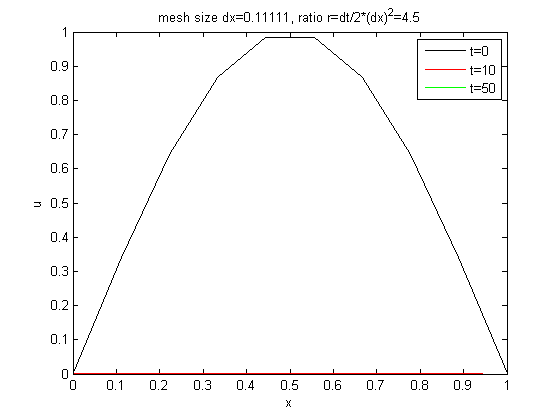 mesh size dx=0.11111, ratio r=dt/2*(dx)²=4.5
1
0.9
0.8
0.7
0.6
0.5
0.4
0.3
0.2
0.1
0
u
t=0
t=10
t=50
0 0.1 0.2 0.3 0.4 0.5 0.6 0.7 0.8 0.9 1
x